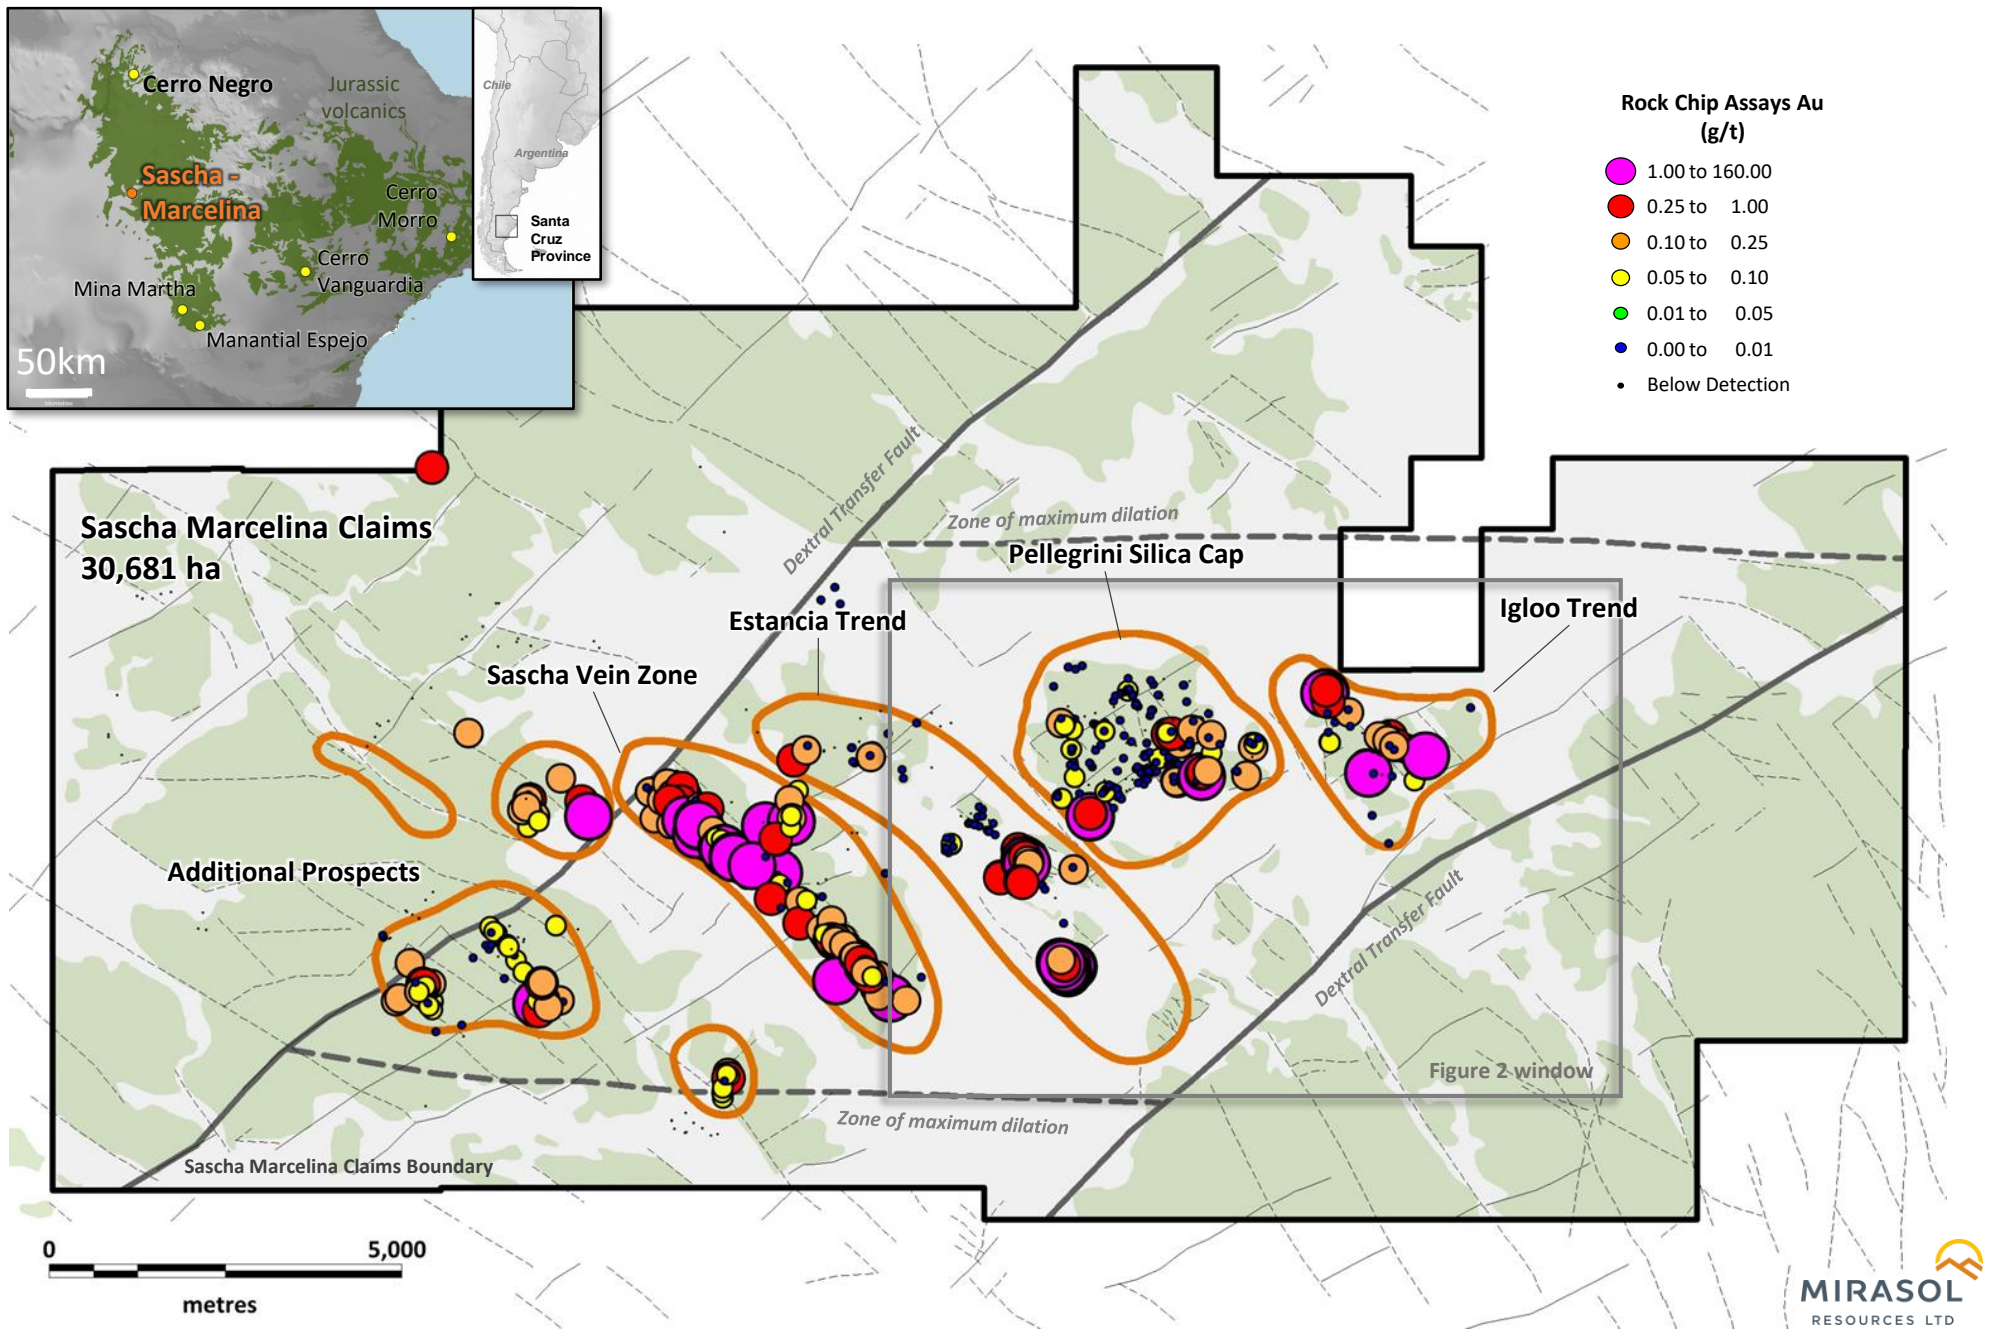 Cerro Negro
Jurassic
volcanics
Sascha -
Marcelina
Cerro
Morro
Cerro
Vanguardia
Mina Martha
Manantial Espejo
50km
kilometres
Chile
Argentina
Santa
Cruz
Province
Rock Chip Assays Au
(g/t)
1.00 to 160.00
0.25 to 1.00
0.10 to 0.25
0.05 to 0.10
0.01 to 0.05
0.00 to 0.01
Below Detection
Sascha Marcelina Claims
30,681 ha
Dextral Transfer Fault
Zone of maximum dilation
Pellegrini Silica Cap
Igloo Trend
Estancia Trend
Sascha Vein Zone
Additional Prospects
Dextral Transfer Fault
Figure 2 window
Zone of maximum dilation
Sascha Marcelina Claims Boundary
0 5,000
metres
MIRASOL
RESOURCES LTD